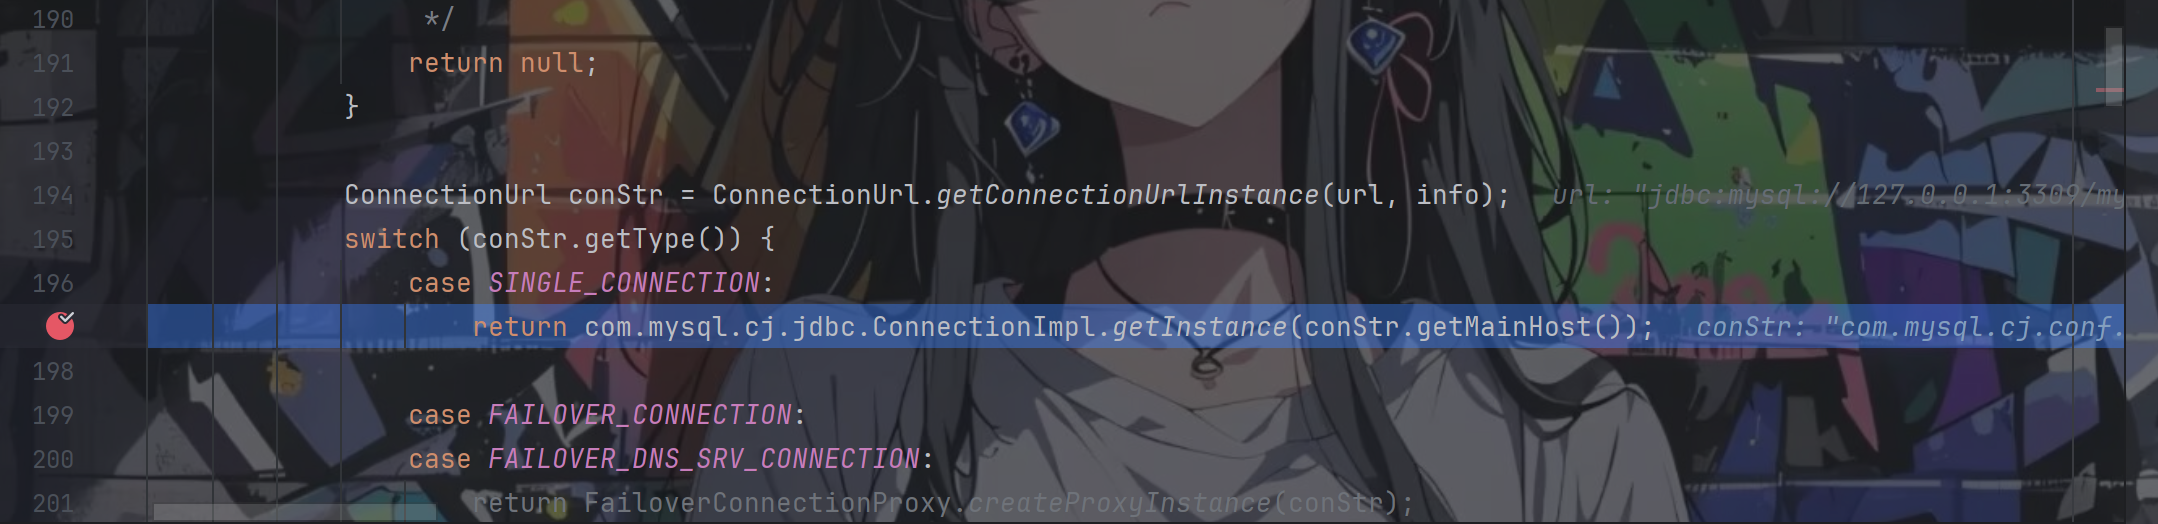 190 */
191 return null;
192 }
193
194 ConnectionUrl conStr = ConnectionUrl.getConnectionUrlInstance(url, info); url: "jdbc:mysql://127.0.0.1:3309/my
195 switch (conStr.getType()) {
196 case SINGLE_CONNECTION:
return com.mysql.cj.jdbc.ConnectionImpl.getInstance(conStr.getMainHost()); conStr: "com.mysql.cj.conf.
198
199 case FAILOVER_CONNECTION:
200 case FAILOVER_DNS_SRV_CONNECTION:
201 return FailoverConnectionProxy.createProxyInstance(conStr);